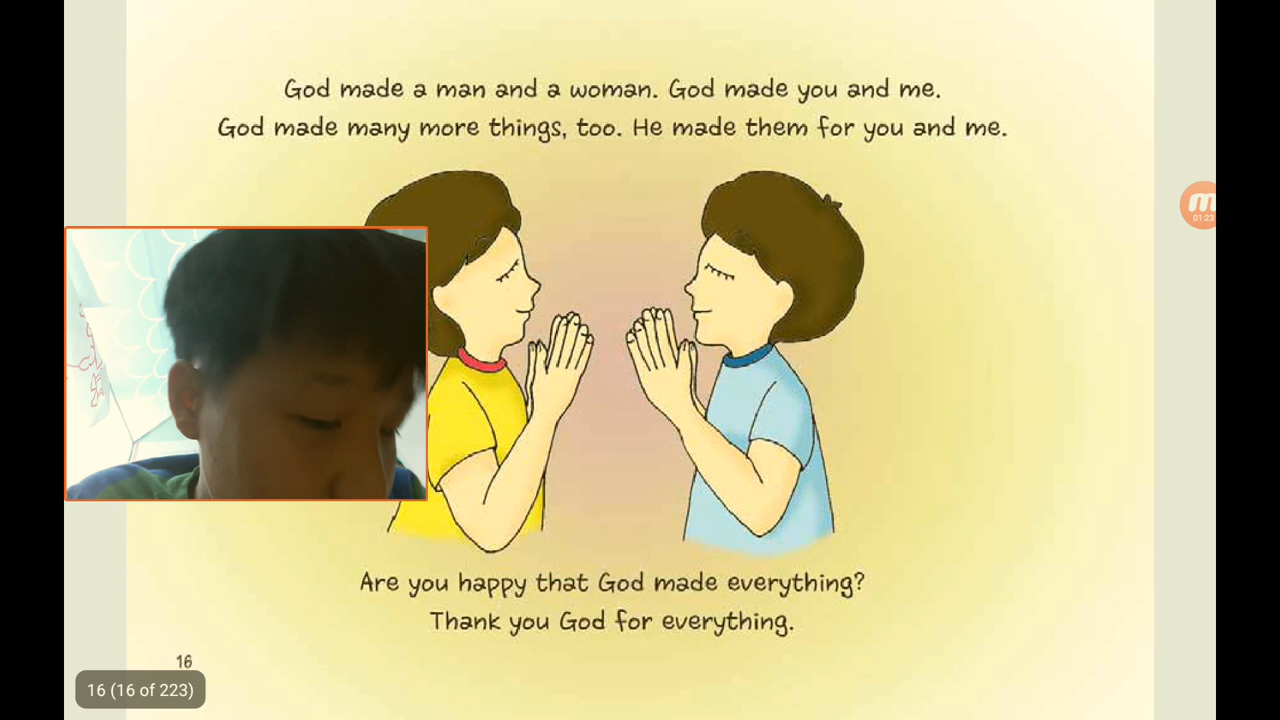 God made a man and a woman. God made you and me.
God made many more things, too. He made them for you and me.
01:23
Are you happy that God made everything?
Thank you God for everything.
16
16 (16 of 223)